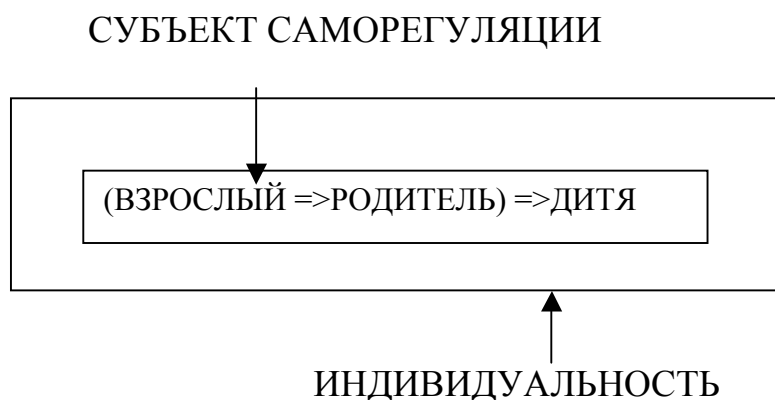 СУБЪЕКТ САМОРЕГУЛЯЦИИ
(ВЗРОСЛЫЙ =>РОДИТЕЛЬ) =>ДИТЯ
ИНДИВИДУАЛЬНОСТЬ